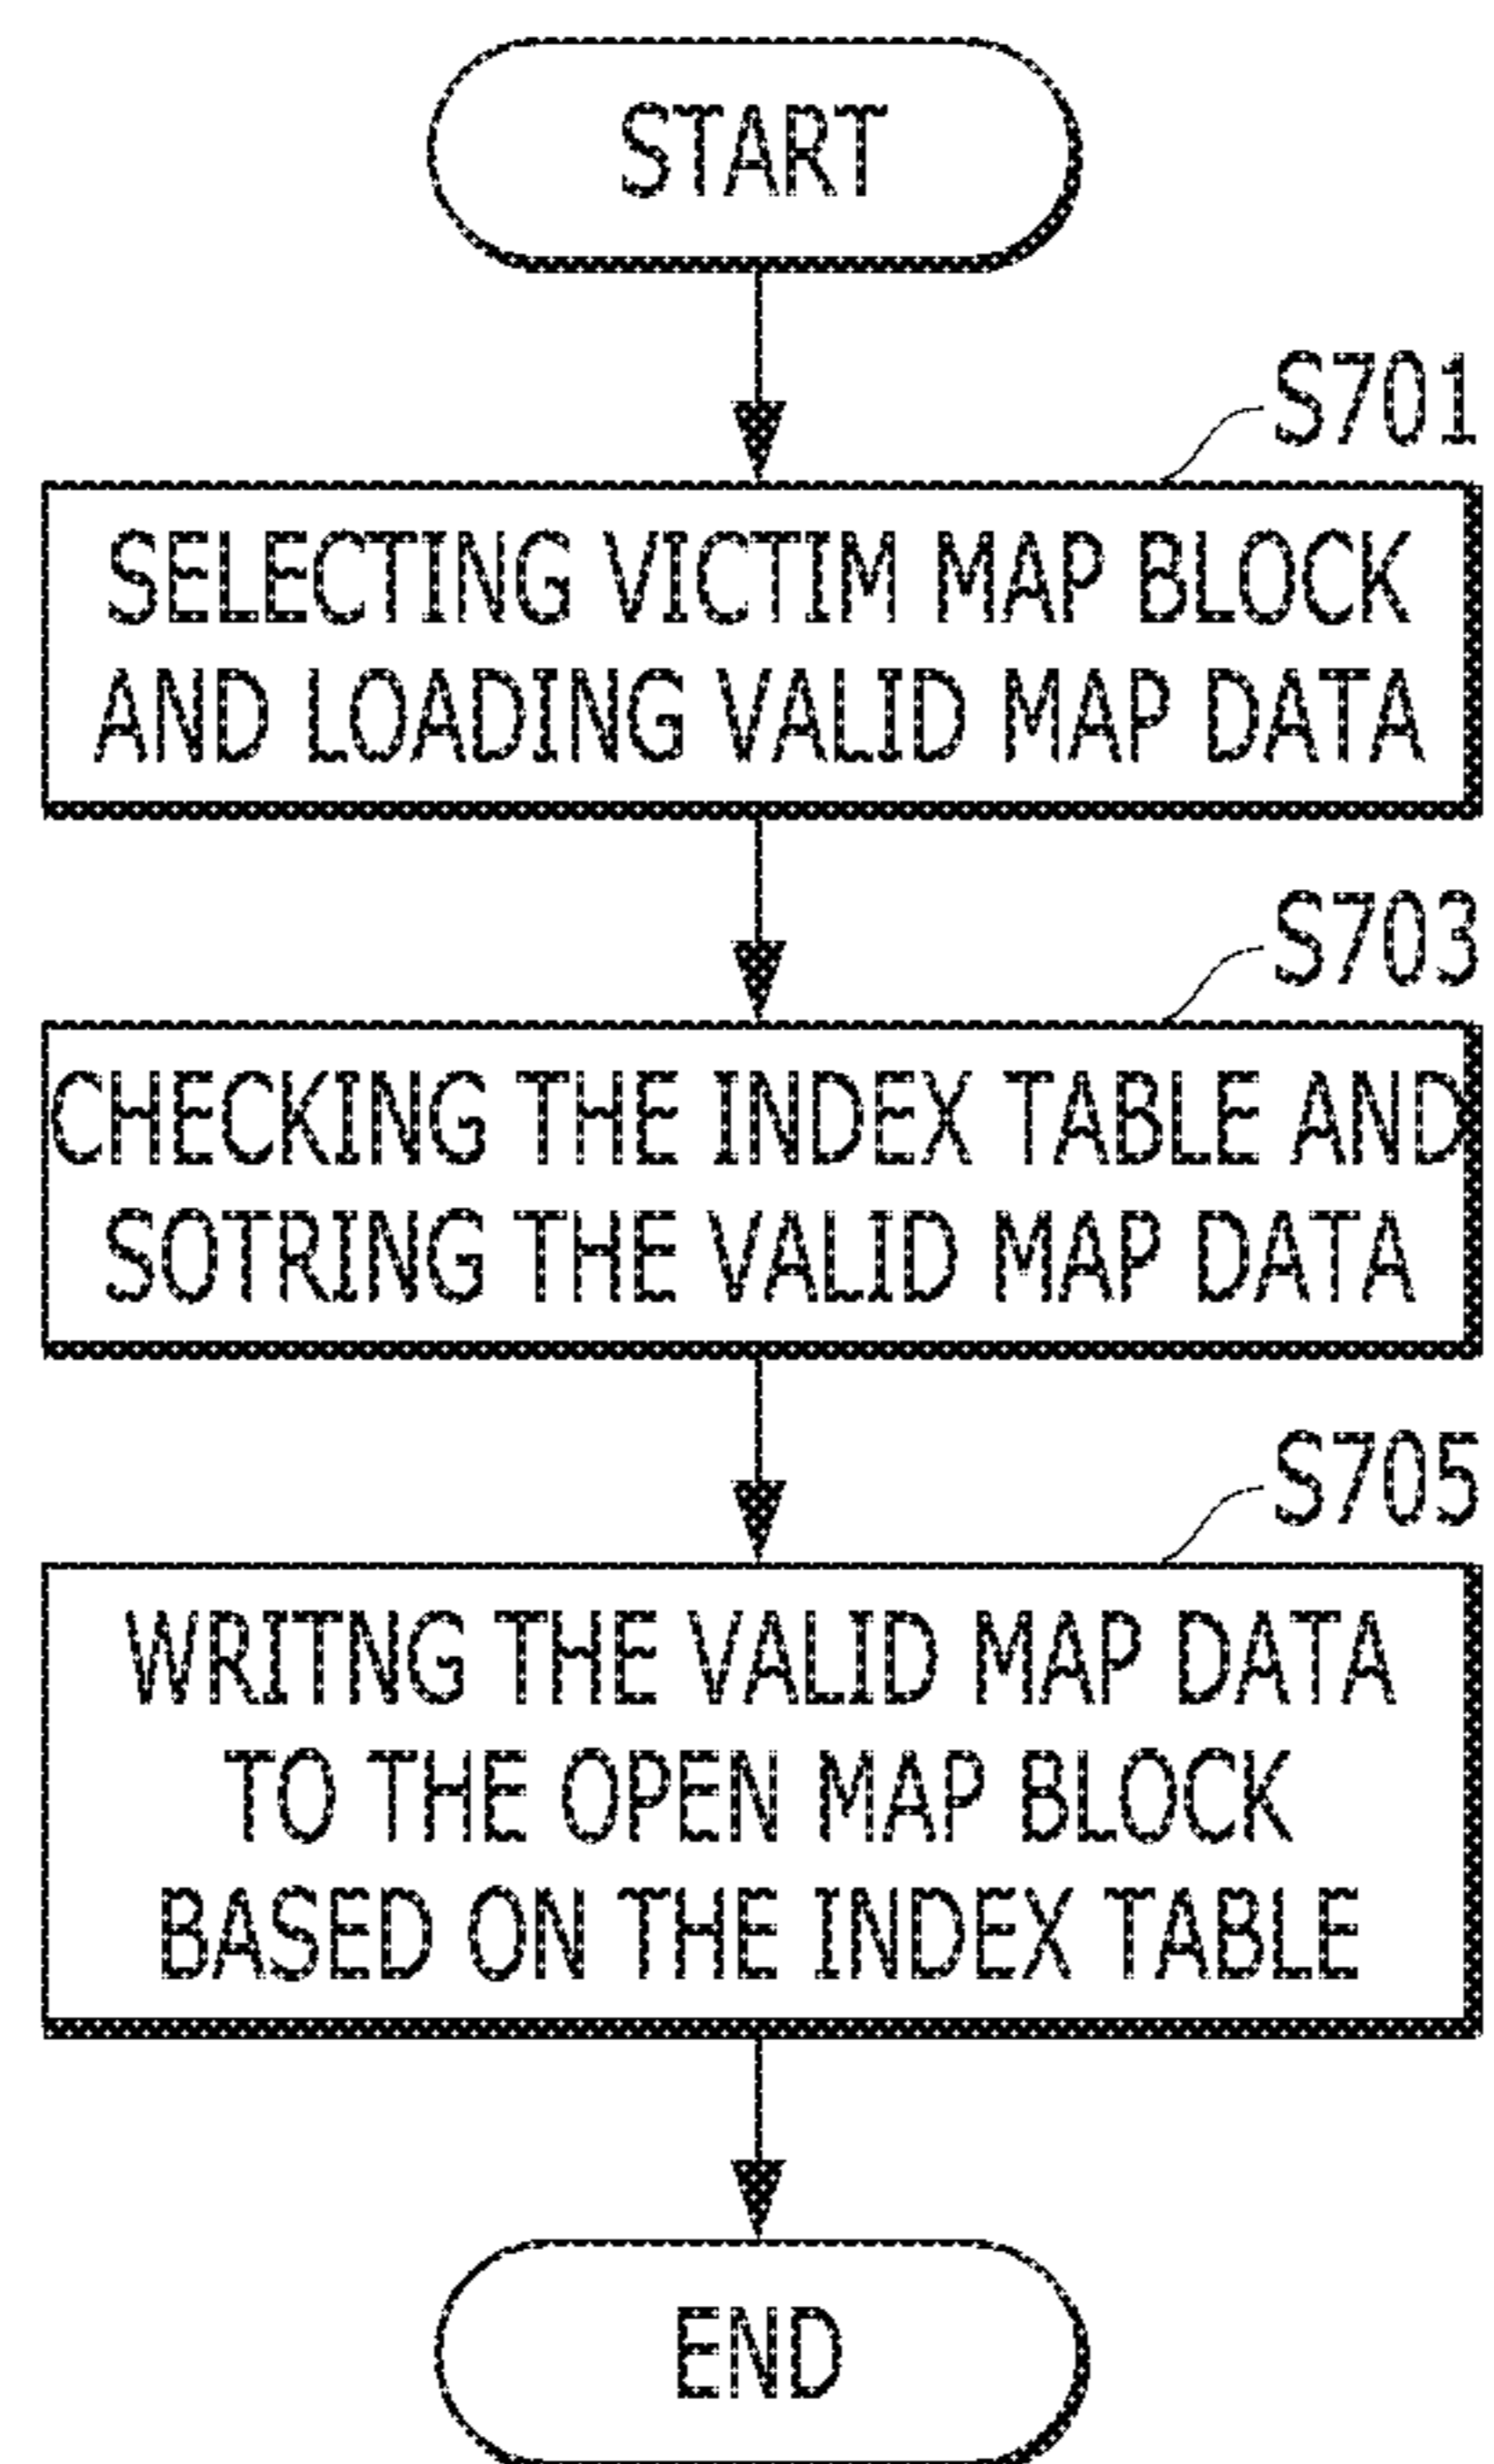 START
S701
SELECTING VICTIM MAP BLOCK
AND LOADING VALID MAP DATA
S703
CHECKING THE INDEX TABLE AND
SOTRING THE VALID MAP DATA
S705
WRITNG THE VALID MAP DATA
TO THE OPEN MAP BLOCK
BASED ON THE INDEX TABLE
END